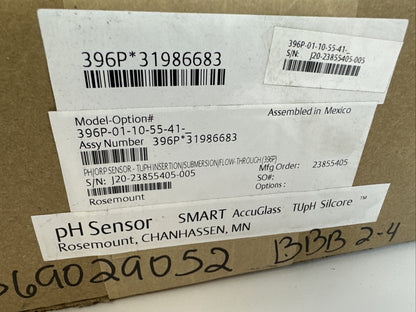 396P*31986683
396P-01-10-55-41-_
S/N: J20-23855405-005
Model-Option#
Assembled in Mexico
396P-01-10-55-41-_
Assy Number 396P*31986683
PH/ORP SENSOR - TUPH INSERTION/SUBMERSION/FLOW-THROUGH (396P)
Mfg Order: 23855405
S/N: J20-23855405-005
SO#:
Options:
Rosemount
pH Sensor SMART AccuGlass TUpH Silcore ™
Rosemount, CHANHASSEN, MN
69029052 BBB 2-4